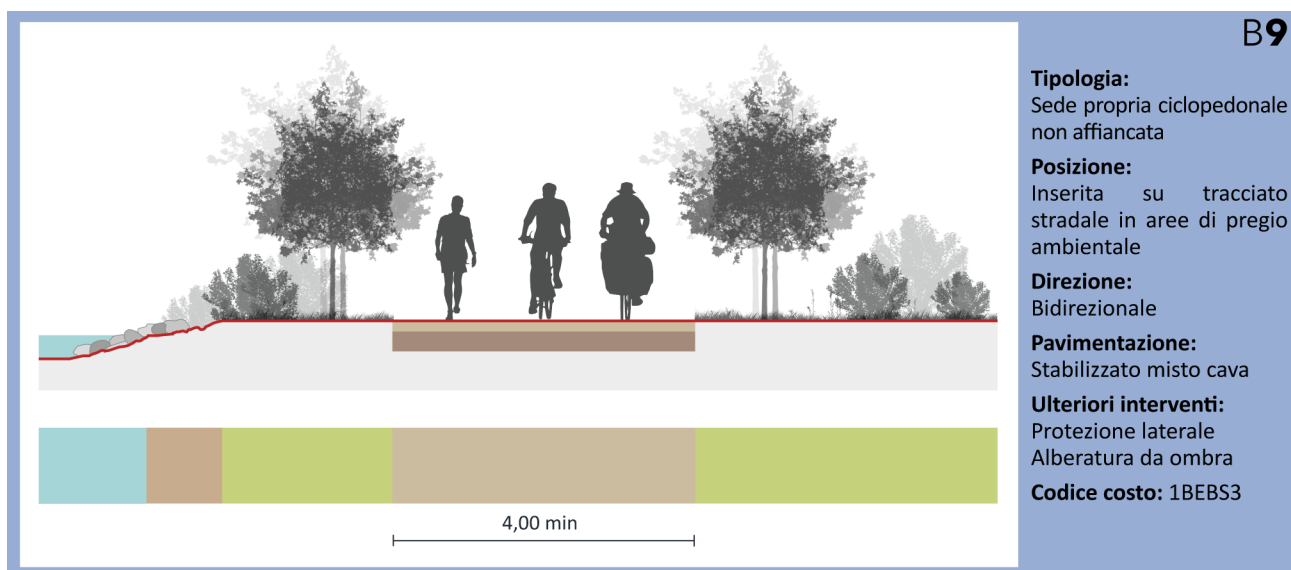 B9
Tipologia:
Sede propria ciclopedonale
non affiancata
Posizione:
Inserita su tracciato
stradale in aree di pregio
ambientale
Direzione:
Bidirezionale
Pavimentazione:
Stabilizzato misto cava
Ulteriori interventi:
Protezione laterale
Alberatura da ombra
Codice costo: 1BEBS3
4,00 min